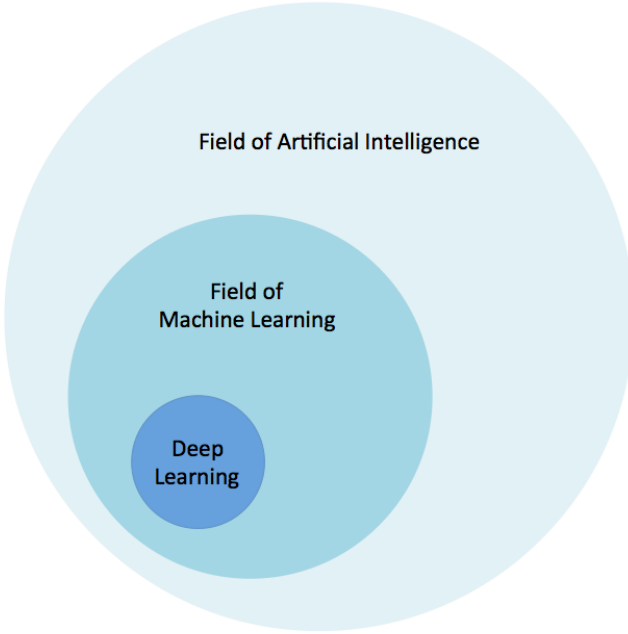 Field of Artificial Intelligence
Field of
Machine Learning
Deep
Learning